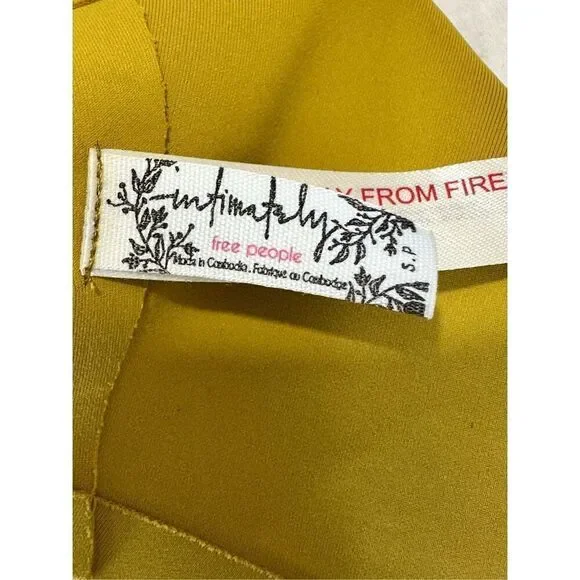 intimately
free people
Made in Cambodia . Fabriqué au Cambodge
S.P
Y FROM FIRE